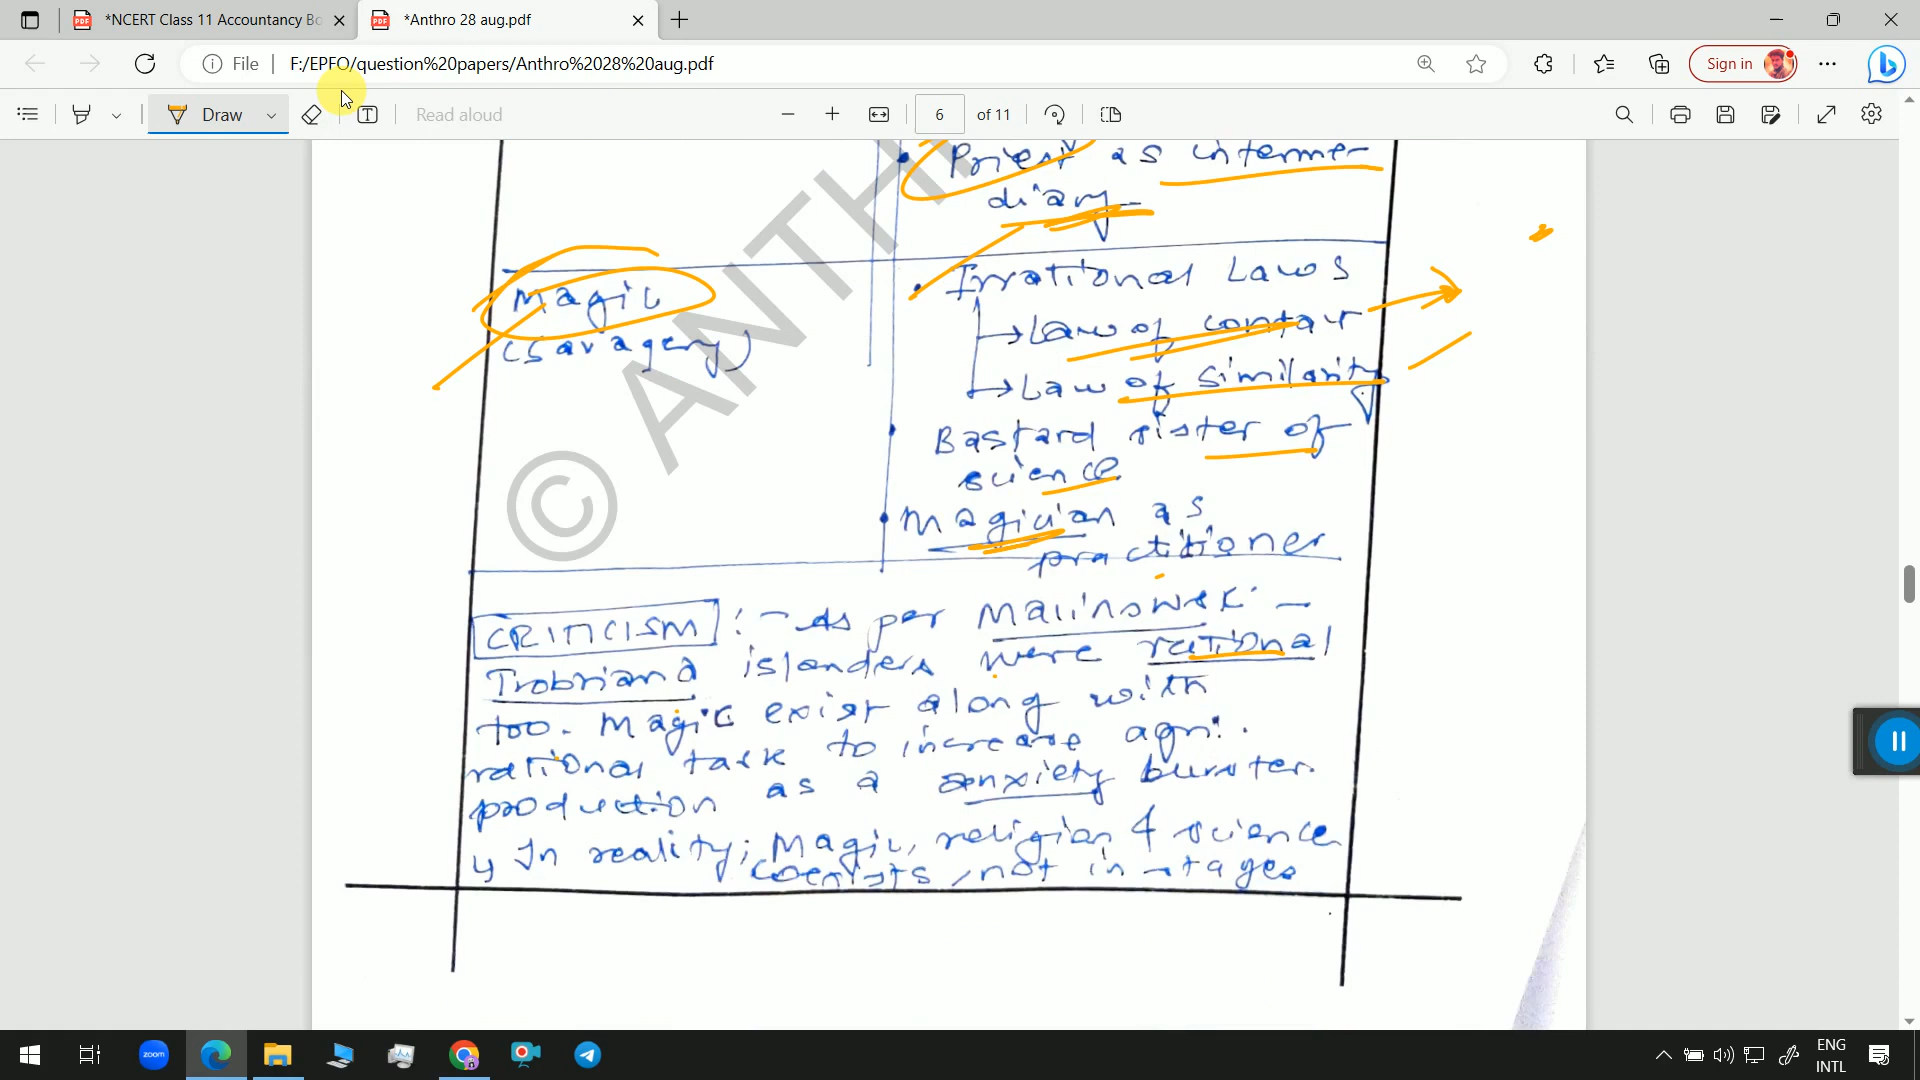 *NCERT Class 11 Accountancy Bo
*Anthro 28 aug.pdf
File
F:/EPFO/question%20papers/Anthro%2028%20aug.pdf
Sign in
Draw
Read aloud
6 of 11
Priest as interme-
diary
© ANTH
Magic
(Savagery)
Irrational Laws
Law of contact
Law of similarity
Bastard sister of
science
Magician as
practitioner
CRITICISM :- As per Malinowski -
Trobriand islanders were rational
too. Magic exist along with
rational task to increase agri.
production as a anxiety burster.
In reality; Magic, religion & science
coexists, not in stages
zoom
ENG
INTL